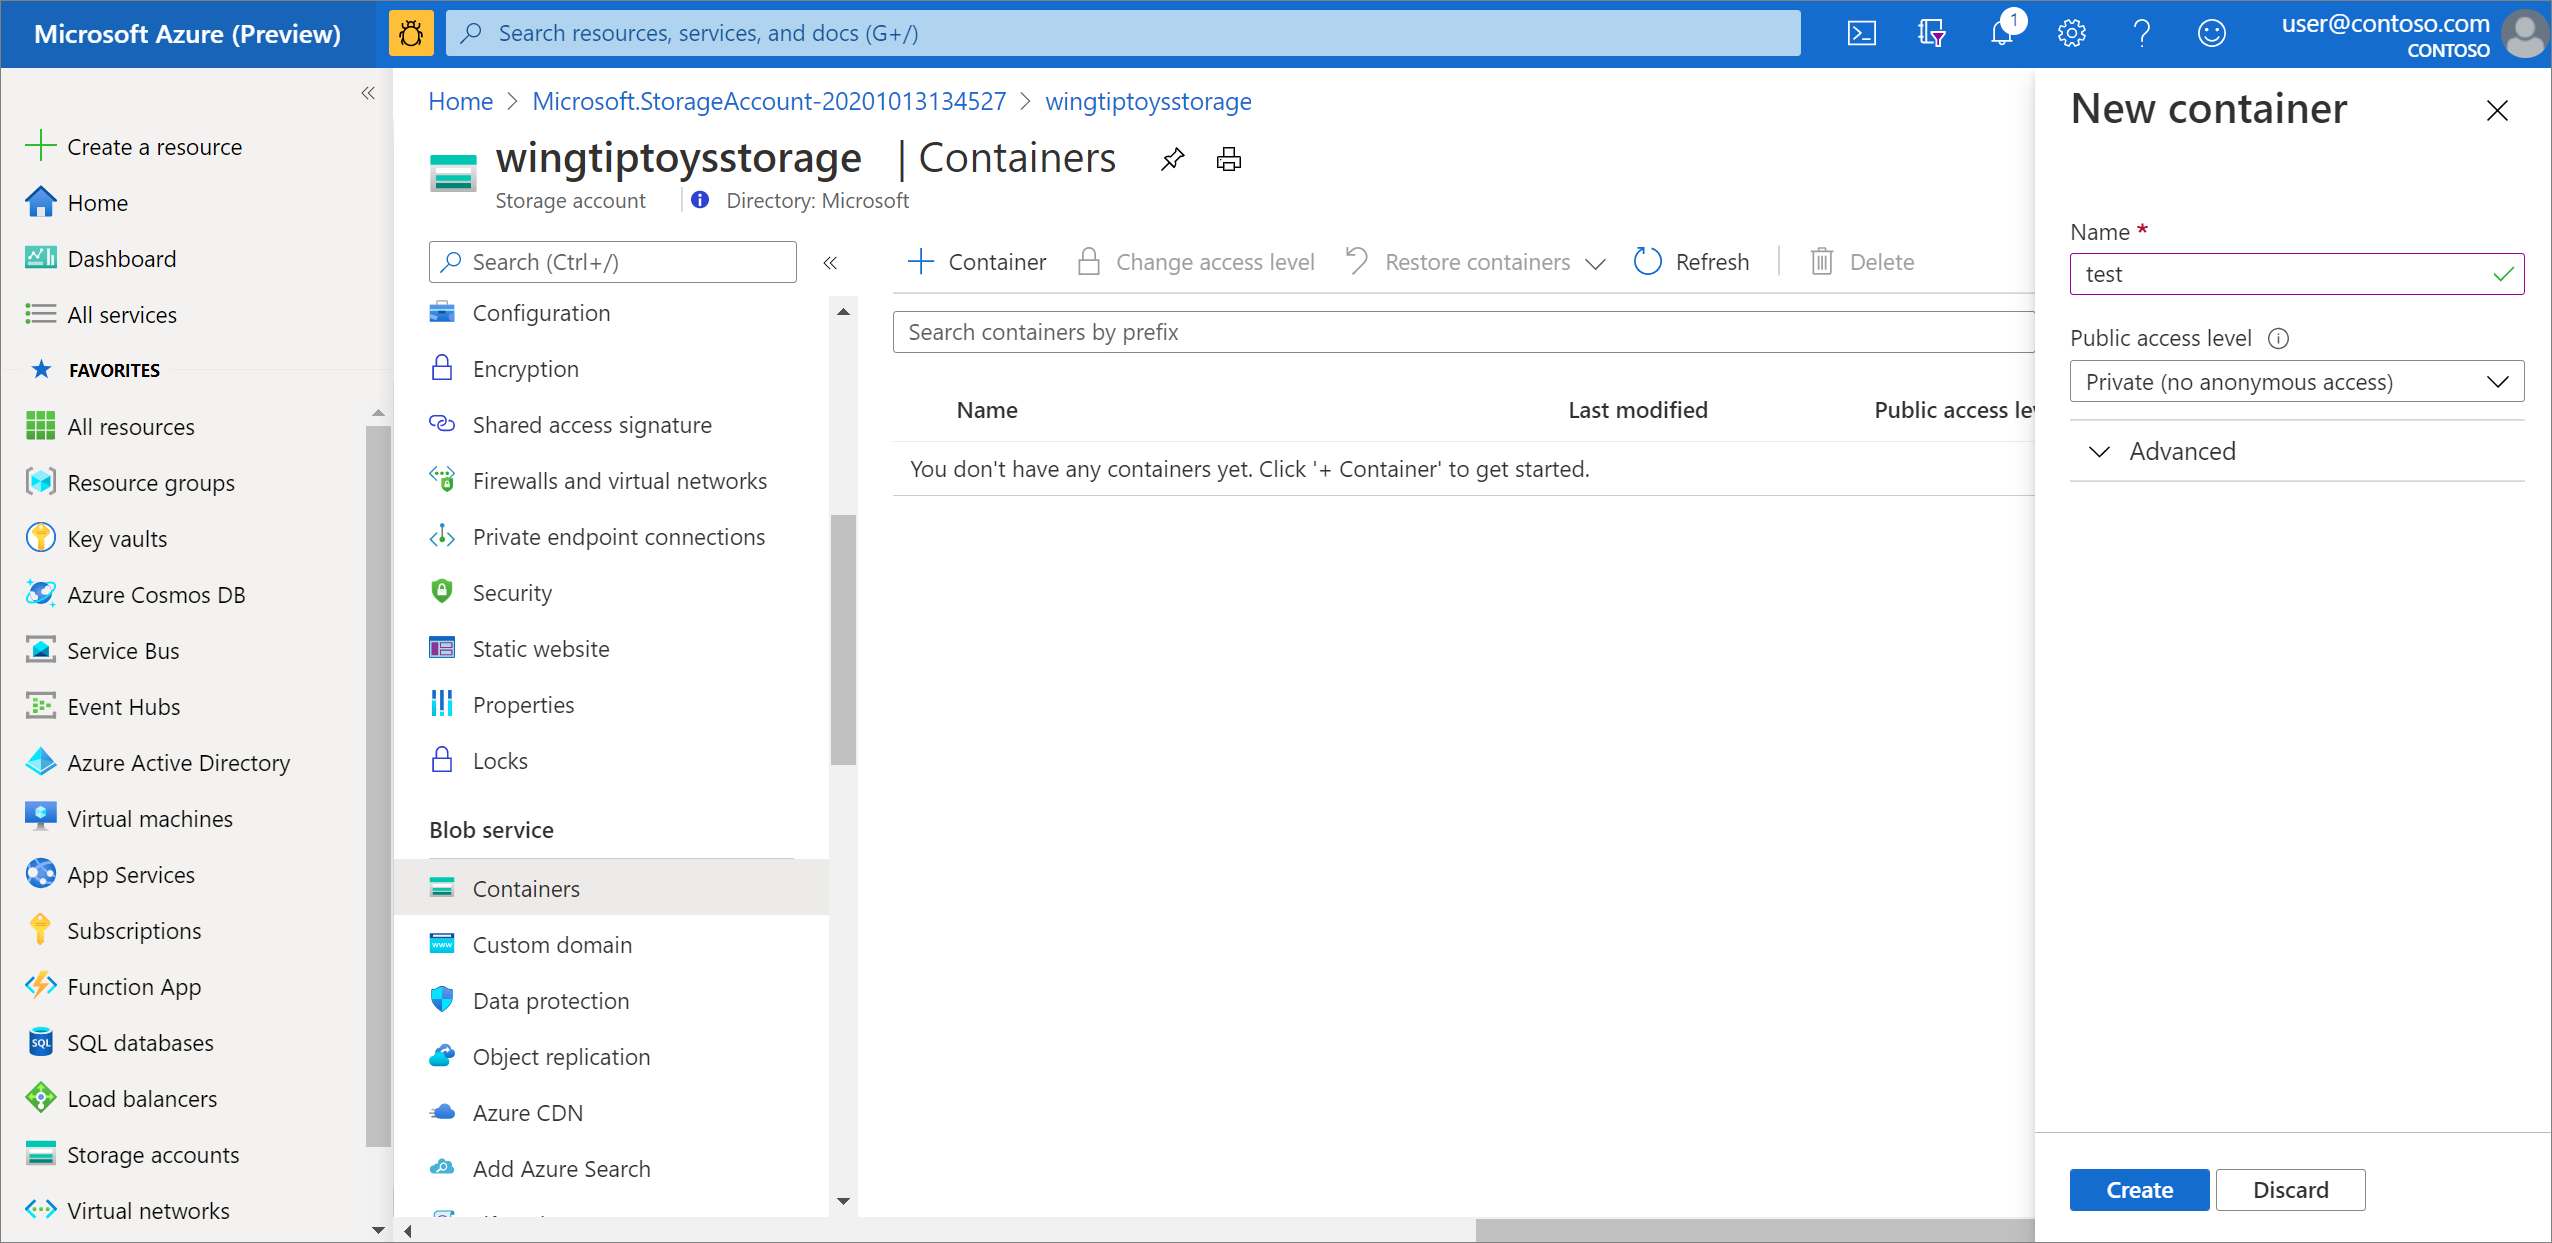 Microsoft Azure (Preview)
Search resources, services, and docs (G+/)
1
user@contoso.com
CONTOSO
Create a resource
Home
Dashboard
All services
FAVORITES
All resources
Resource groups
Key vaults
Azure Cosmos DB
Service Bus
Event Hubs
Azure Active Directory
Virtual machines
App Services
Subscriptions
Function App
SQL
SQL databases
Load balancers
Storage accounts
Virtual networks
Home > Microsoft.StorageAccount-20201013134527 > wingtiptoysstorage
wingtiptoysstorage | Containers
Storage account
Directory: Microsoft
Search (Ctrl+/)
Configuration
Encryption
Shared access signature
Firewalls and virtual networks
Private endpoint connections
Security
Static website
Properties
Locks
Blob service
Containers
www
Custom domain
Data protection
Object replication
Azure CDN
Add Azure Search
+ Container
Change access level
Restore containers
Refresh
Delete
Search containers by prefix
Name
Last modified
Public access
You don't have any containers yet. Click '+ Container' to get started.
New container
Name *
test
Public access level
Private (no anonymous access)
Advanced
Create
Discard